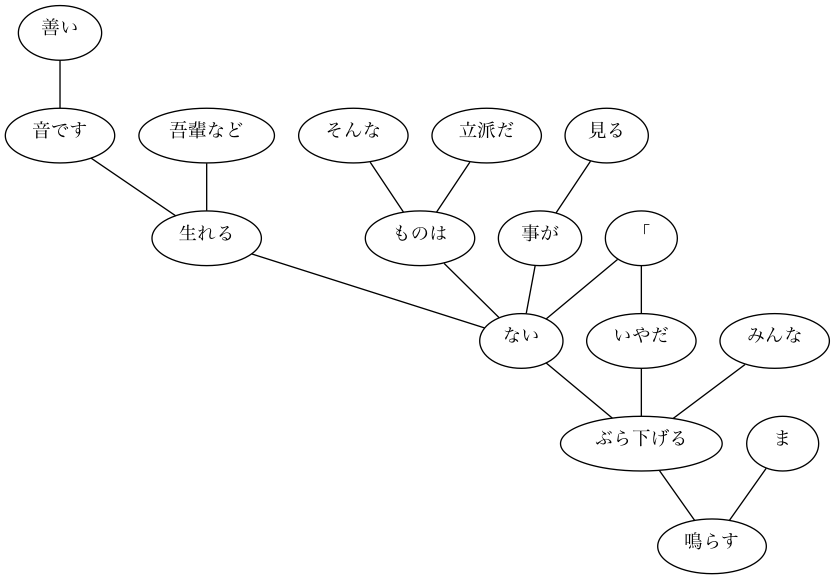 善い
音です
吾輩など
そんな
立派だ
見る
生れる
ものは
事が
「
ない
いやだ
みんな
ぶら下げる
ま
鳴らす